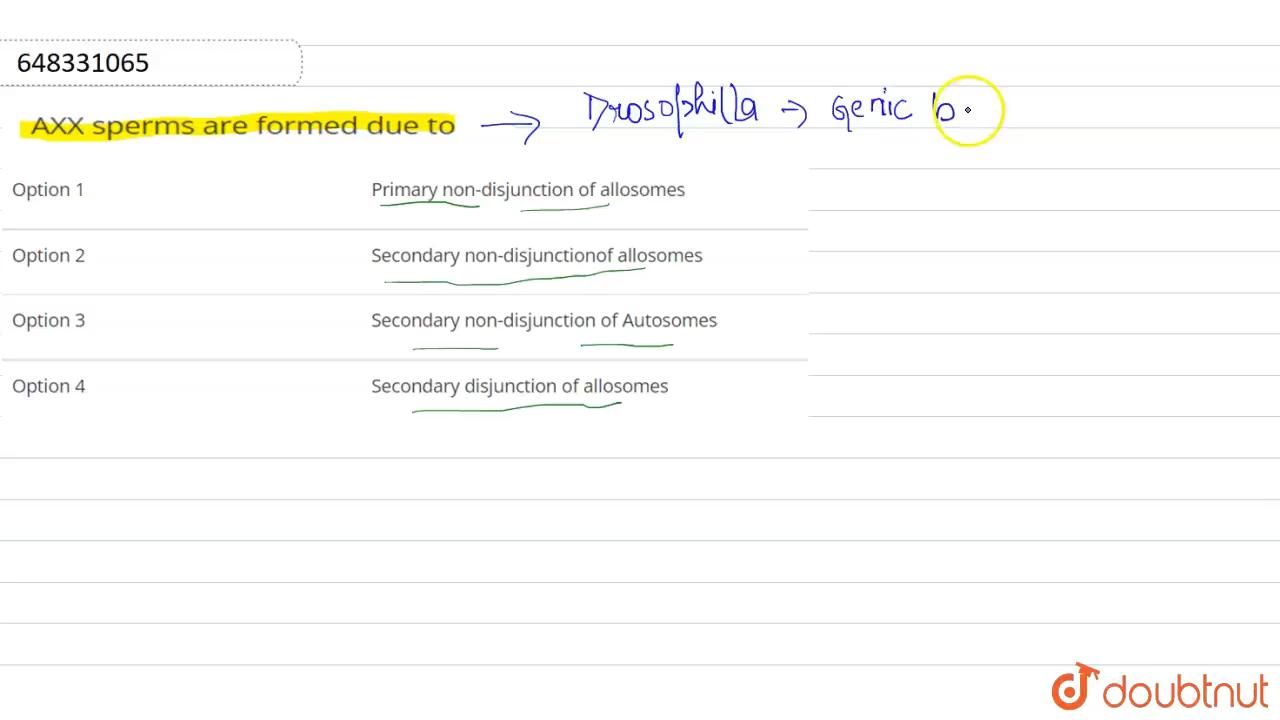 648331065
AXX sperms are formed due to → Drosophilla → Genic b
Option 1 Primary non-disjunction of allosomes
Option 2 Secondary non-disjunctionof allosomes
Option 3 Secondary non-disjunction of Autosomes
Option 4 Secondary disjunction of allosomes
doubtnut